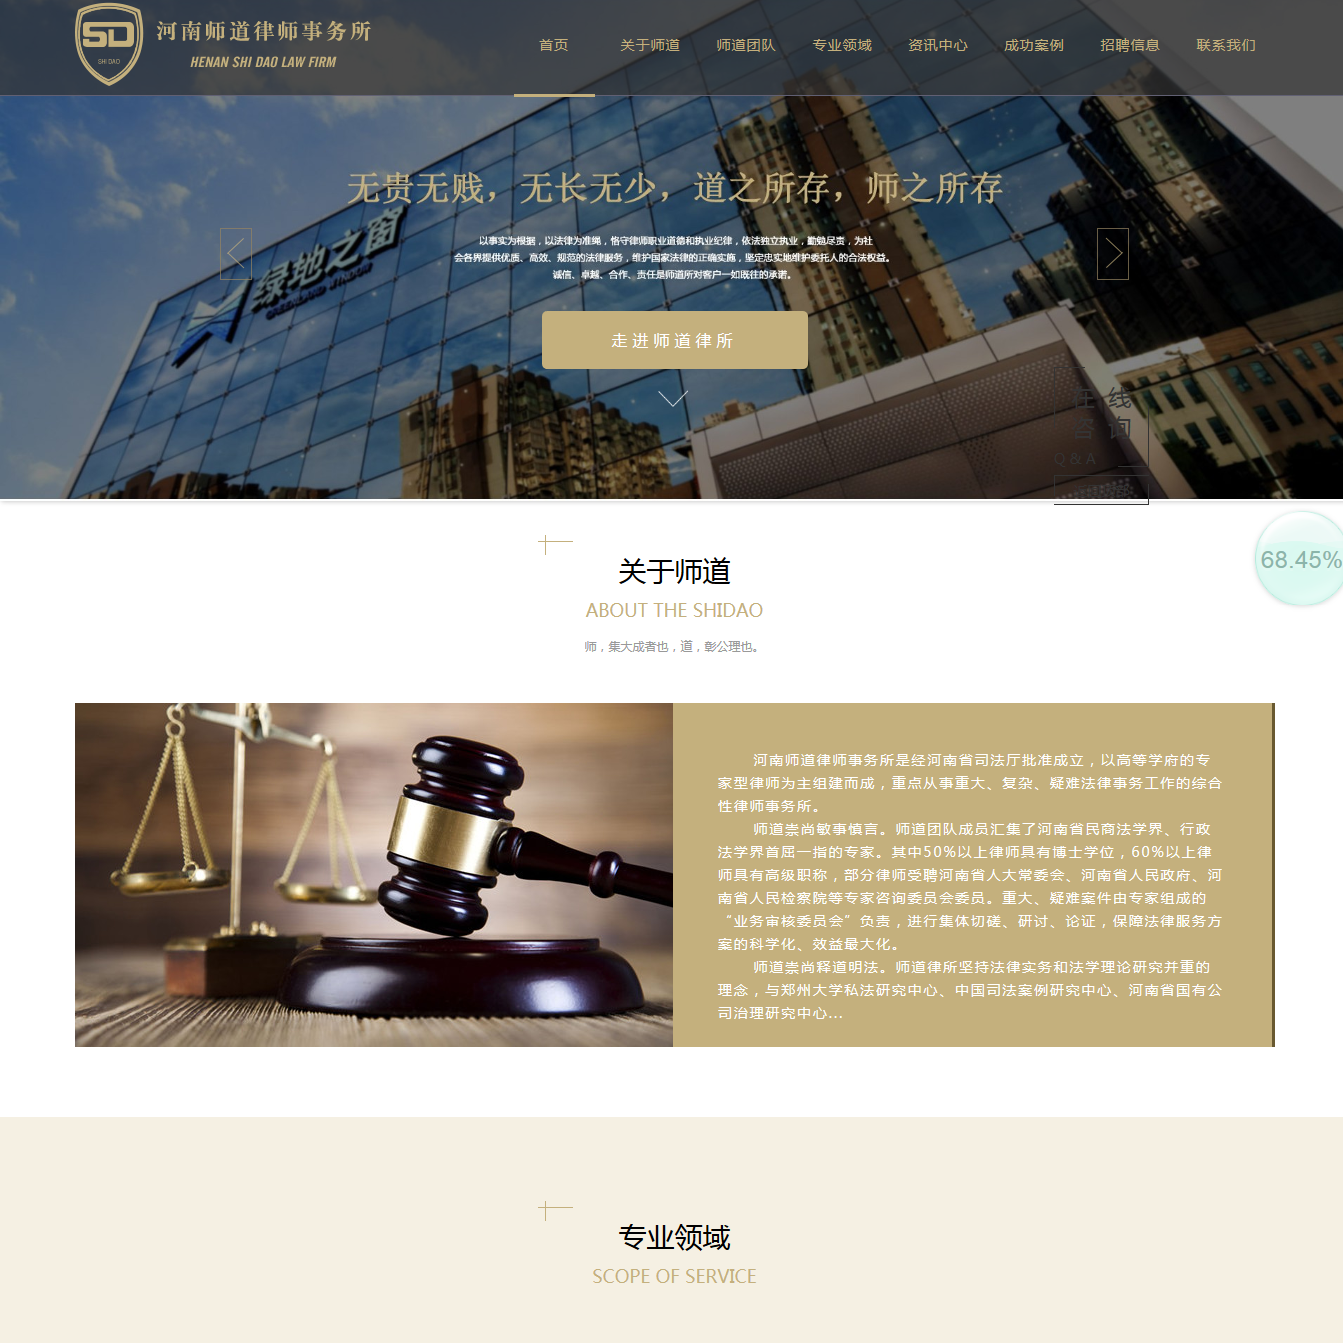 SD
SHI DAO
河南师道律师事务所
HENAN SHI DAO LAW FIRM
首页 关于师道 师道团队 专业领域 资讯中心 成功案例 招聘信息 联系我们
无贵无贱，无长无少，道之所存，师之所存
绿地之窗
GREENLAND WINDOW
以事实为根据，以法律为准绳，恪守律师职业道德和执业纪律，依法独立执业，勤勉尽责，为社
会各界提供优质、高效、规范的法律服务，维护国家法律的正确实施，坚定忠实地维护委托人的合法权益。
诚信、卓越、合作、责任是师道所对客户一如既往的承诺。
走进师道律所
在线
咨询
Q & A
68.45%
关于师道
ABOUT THE SHIDAO
师，集大成者也，道，彰公理也。
河南师道律师事务所是经河南省司法厅批准成立，以高等学府的专
家型律师为主组建而成，重点从事重大、复杂、疑难法律事务工作的综合
性律师事务所。
师道崇尚敏事慎言。师道团队成员汇集了河南省民商法学界、行政
法学界首屈一指的专家。其中50%以上律师具有博士学位，60%以上律
师具有高级职称，部分律师受聘河南省人大常委会、河南省人民政府、河
南省人民检察院等专家咨询委员会委员。重大、疑难案件由专家组成的
“业务审核委员会”负责，进行集体切磋、研讨、论证，保障法律服务方
案的科学化、效益最大化。
师道崇尚释道明法。师道律所坚持法律实务和法学理论研究并重的
理念，与郑州大学私法研究中心、中国司法案例研究中心、河南省国有公
司治理研究中心...
专业领域
SCOPE OF SERVICE